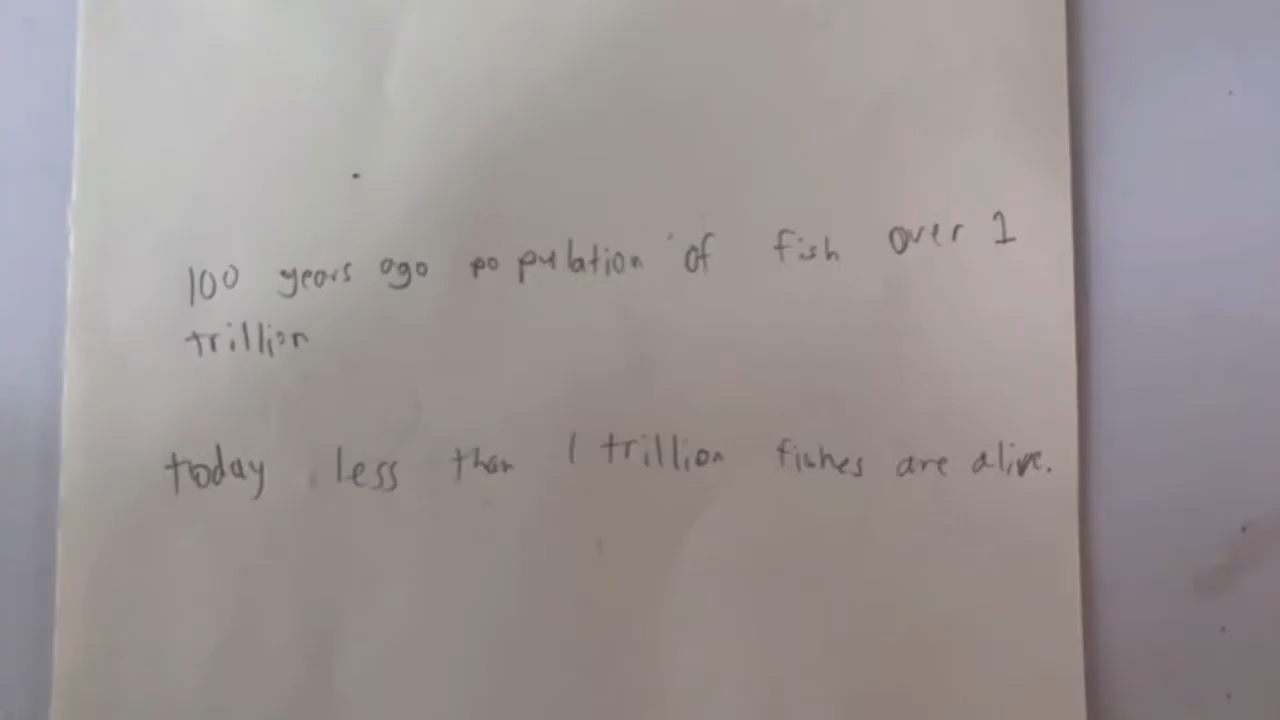 100 years ago population of fish over 1
trillion
today less than 1 trillion fishes are alive.